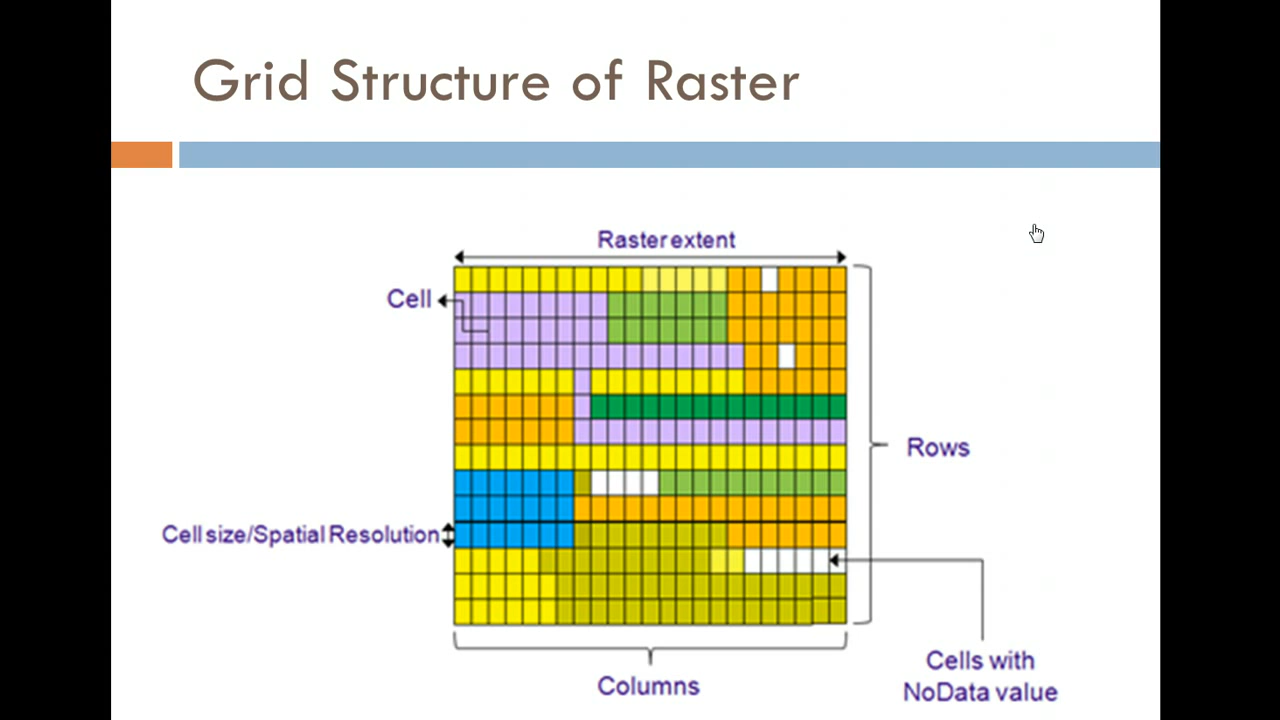 Grid Structure of Raster
Raster extent
Cell
Rows
Cell size/Spatial Resolution
Cells with
NoData value
Columns